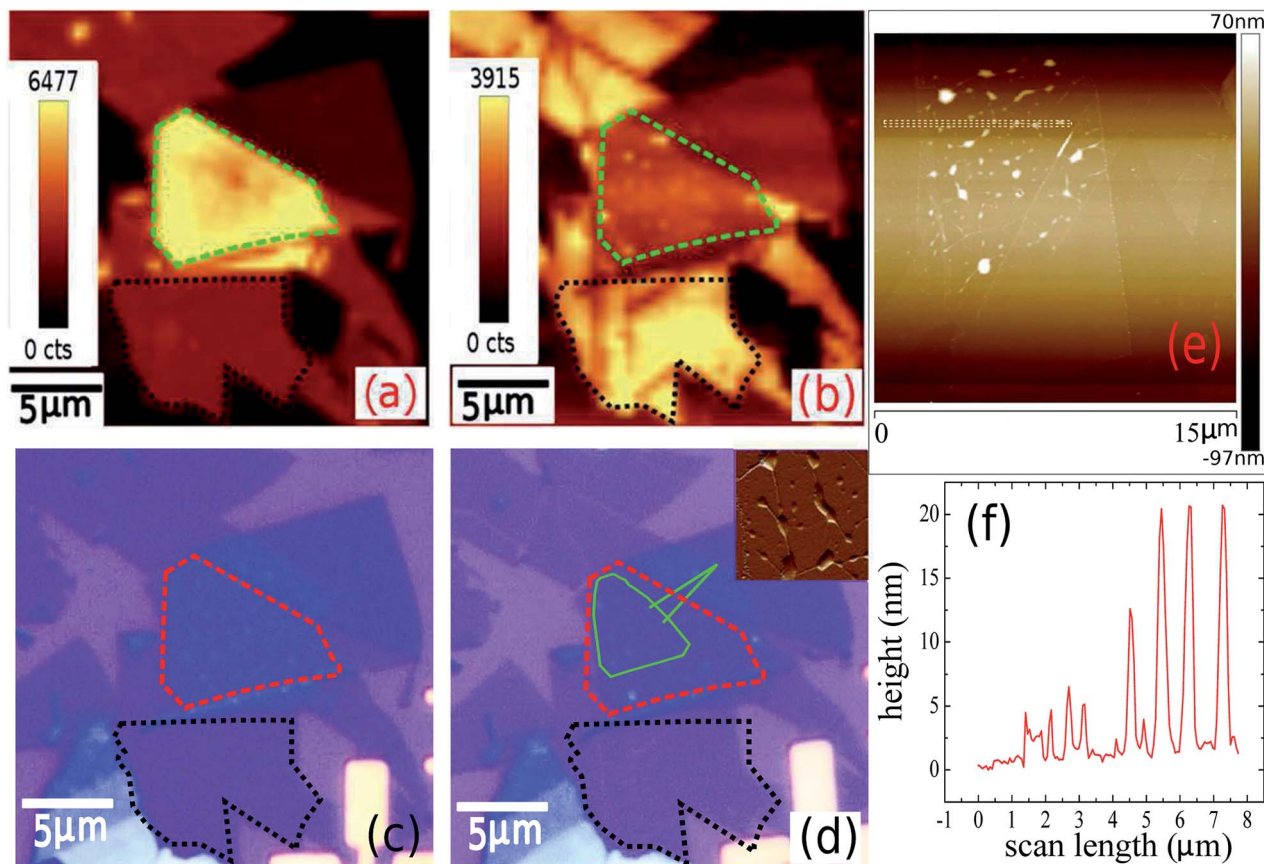 6477
0 cts
5μm
(a)
3915
0 cts
5μm
(b)
70nm
(e)
0
15μm
-97nm
5μm
(c)
5μm
(d)
(f)
20
15
10
5
0
height (nm)
-1 0 1 2 3 4 5 6 7 8
scan length (μm)